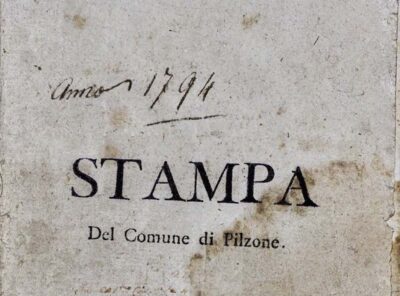 Anno 1794
STAMPA
Del Comune di Pilzone.